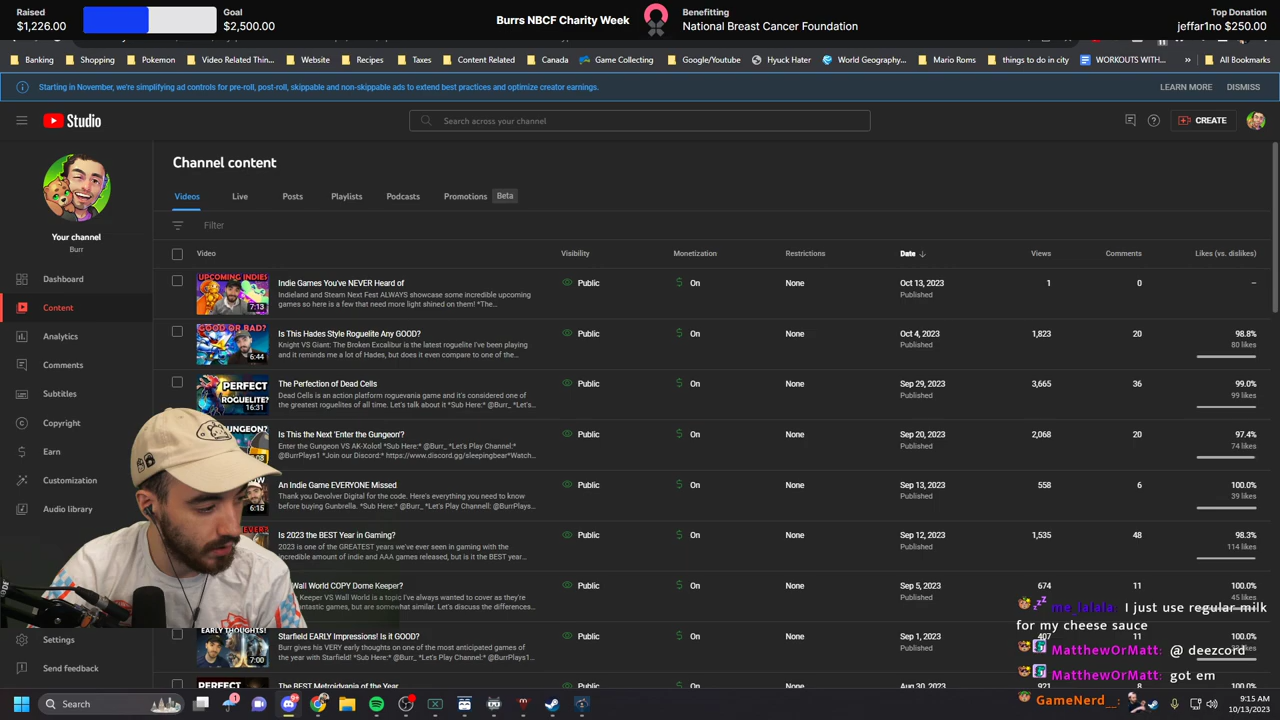 Raised
$1,226.00
Goal
$2,500.00
Burrs NBCF Charity Week
Benefitting
National Breast Cancer Foundation
Top Donation
jeffar1no $250.00
Banking
Shopping
Pokemon
Video Related Thin...
Website
Recipes
Taxes
Content Related
Canada
Game Collecting
Google/Youtube
Hyuck Hater
World Geography...
Mario Roms
things to do in city
WORKOUTS WITH...
»
All Bookmarks
Starting in November, we're simplifying ad controls for pre-roll, post-roll, skippable and non-skippable ads to extend best practices and optimize creator earnings.
LEARN MORE
DISMISS
Studio
Search across your channel
CREATE
Your channel
Burr
Dashboard
Content
Analytics
Comments
Subtitles
Copyright
Earn
Customization
Audio library
Settings
Send feedback
Channel content
Videos
Live
Posts
Playlists
Podcasts
Promotions
Beta
Filter
Video
Visibility
Monetization
Restrictions
Date
Views
Comments
Likes (vs. dislikes)
UPCOMING INDIES
7:13
Indie Games You've NEVER Heard of
Indieland and Steam Next Fest ALWAYS showcase some incredible upcoming
games so here is a few that need more light shined on them! *The...
Public
On
None
Oct 13, 2023
Published
1
0
–
GOOD OR BAD?
6:44
Is This Hades Style Roguelite Any GOOD?
Knight VS Giant: The Broken Excalibur is the latest roguelite I've been playing
and it reminds me a lot of Hades, but does it even compare to one of the...
Public
On
None
Oct 4, 2023
Published
1,823
20
98.8%
80 likes
PERFECT
ROGUELITE?
16:31
The Perfection of Dead Cells
Dead Cells is an action platform roguevania game and it's considered one of
the greatest roguelites of all time. Let's talk about it *Sub Here:* @Burr_ *Let's...
Public
On
None
Sep 29, 2023
Published
3,665
36
99.0%
99 likes
Is This the Next 'Enter the Gungeon'?
Enter the Gungeon VS AK-Xolotl *Sub Here:* @Burr_ *Let's Play Channel:*
@BurrPlays1 *Join our Discord:* https://www.discord.gg/sleepingbear*Watch...
Public
On
None
Sep 20, 2023
Published
2,068
20
97.4%
74 likes
6:15
An Indie Game EVERYONE Missed
Thank you Devolver Digital for the code. Here's everything you need to know
before buying Gunbrella. *Sub Here:* @Burr_ *Let's Play Channel: @BurrPlays...
Public
On
None
Sep 13, 2023
Published
558
6
100.0%
39 likes
Is 2023 the BEST Year in Gaming?
2023 is one of the GREATEST years we've ever seen in gaming with the
incredible amount of indie and AAA games released, but is it the BEST year...
Public
On
None
Sep 12, 2023
Published
1,535
48
98.3%
114 likes
Wall World COPY Dome Keeper?
Keeper VS Wall World is a topic I've always wanted to cover as they're
fantastic games, but are somewhat similar. Let's discuss the differences...
Public
On
None
Sep 5, 2023
Published
674
11
100.0%
45 likes
EARLY THOUGHTS!
7:00
Starfield EARLY Impressions! Is it GOOD?
Burr gives his VERY early thoughts on one of the most anticipated games of
the year with Starfield! *Sub Here:* @Burr_ *Let's Play Channel:*
Public
On
None
Sep 1, 2023
Published
407
11
100.0%
The BEST Metroidvania of the Year
Public
On
None
Aug 30, 2023
921
8
100.0%
me_lalala: I just use regular milk
for my cheese sauce
MatthewOrMatt: @ deezcord
MatthewOrMatt: got em
GameNerd__:
Search
9:15 AM
10/13/2023